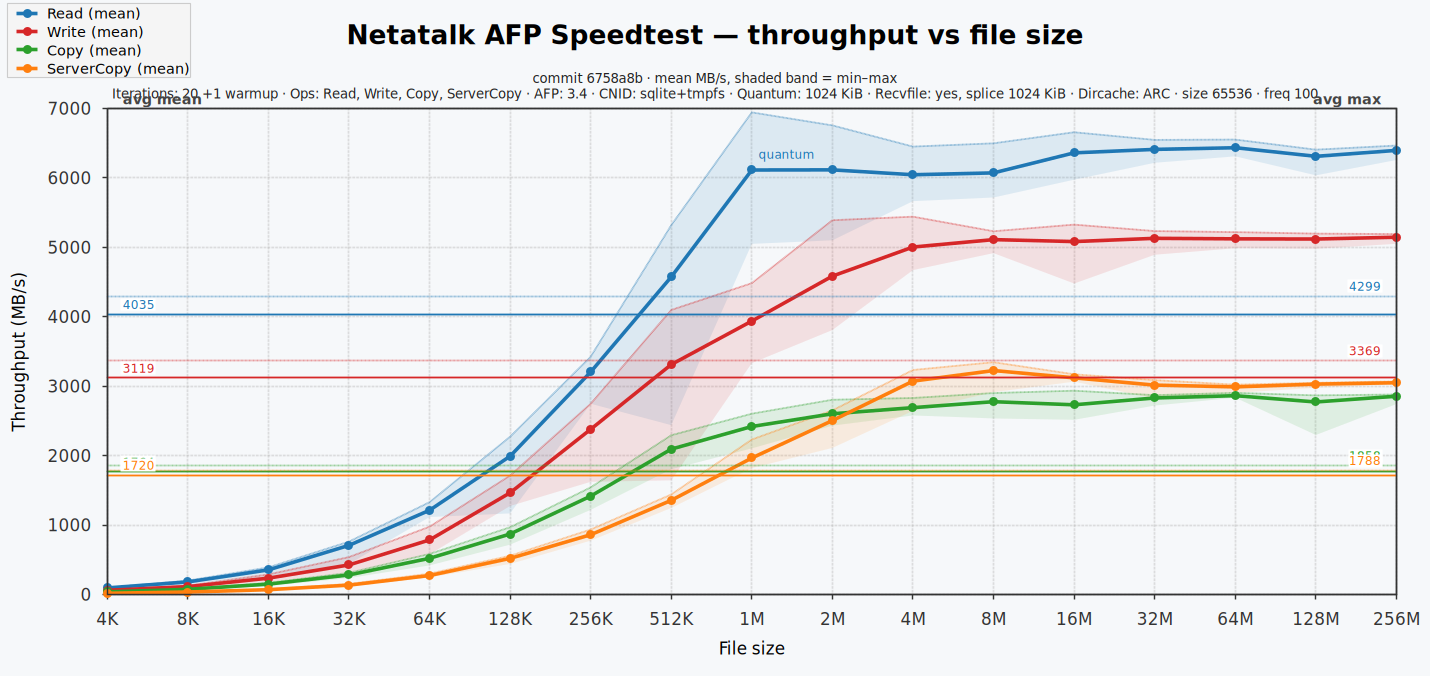 Read (mean)
Write (mean)
Copy (mean)
ServerCopy (mean)
Netatalk AFP Speedtest — throughput vs file size
commit 6758a8b · mean MB/s, shaded band = min–max
Iterations: 20 +1 warmup · Ops: Read, Write, Copy, ServerCopy · AFP: 3.4 · CNID: sqlite+tmpfs · Quantum: 1024 KiB · Recvfile: yes, splice 1024 KiB · Dircache: ARC · size 65536 · freq 100
avg mean
avg max
7000
6000
5000
4000
3000
2000
1000
0
Throughput (MB/s)
quantum
4035
4299
3119
3369
1720
1788
4K 8K 16K 32K 64K 128K 256K 512K 1M 2M 4M 8M 16M 32M 64M 128M 256M
File size